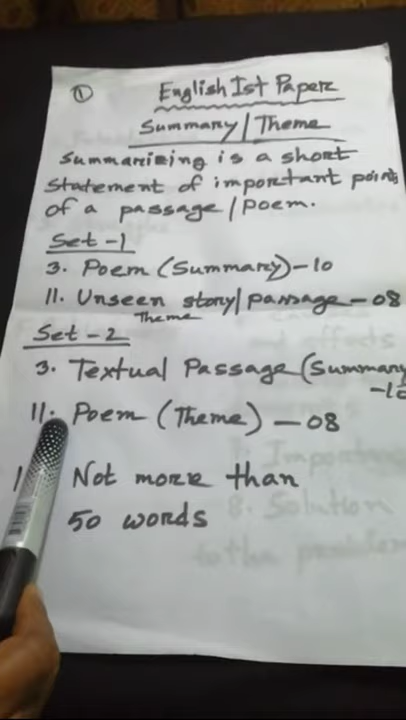 ① English Ist Paper
Summary/Theme
Summarizing is a short
statement of important points
of a passage/poem.
Set-1
3. Poem (Summary)-10
11. Unseen story/passage-08
Theme
Set-2
3. Textual Passage (Summary
-10
11. Poem (Theme) - 08
Not more than
50 words